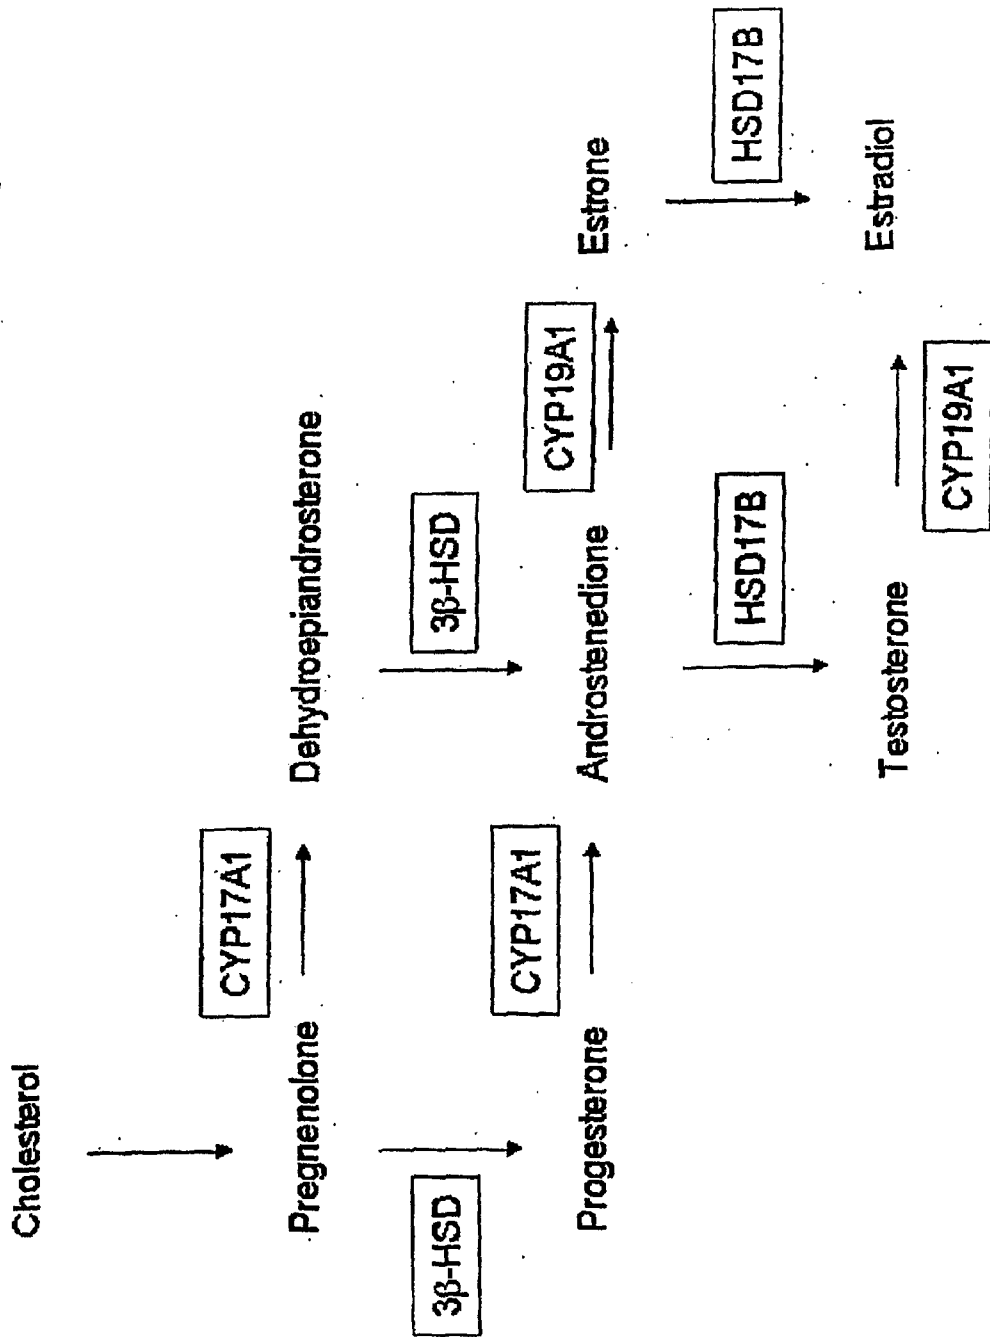 Cholesterol
CYP17A1
Pregnenolone
Dehydroepiandrosterone
3β-HSD
3β-HSD
CYP17A1
CYP19A1
Progesterone
Androstenedione
Estrone
HSD17B
HSD17B
Testosterone
Estradiol
CYP19A1